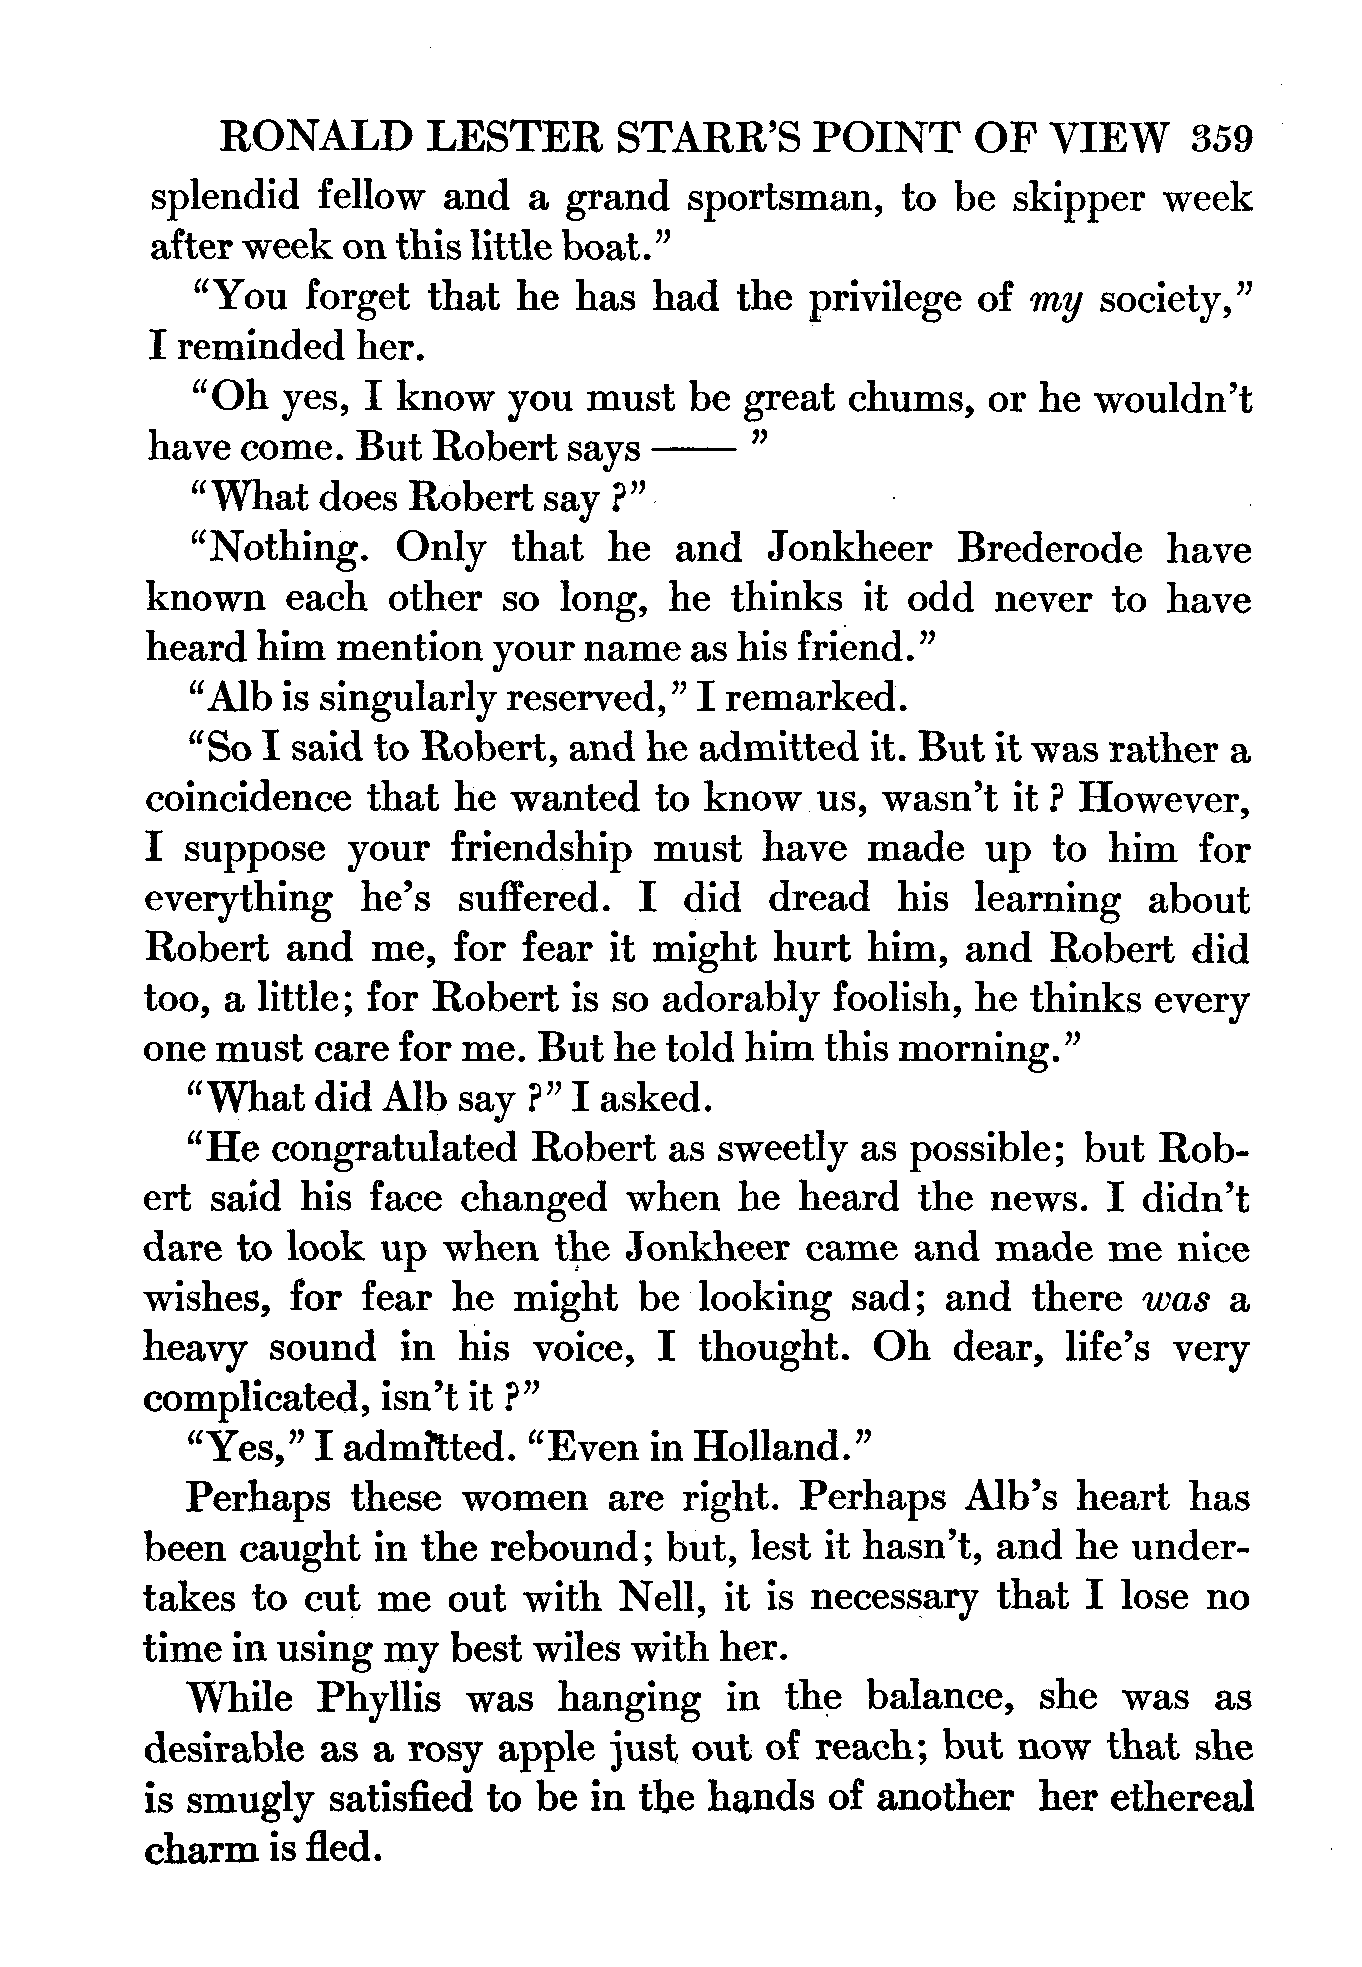 RONALD LESTER STARR'S POINT OF VIEW 359
splendid fellow and a grand sportsman, to be skipper week
after week on this little boat."
"You forget that he has had the privilege of my society,"
I reminded her.
"Oh yes, I know you must be great chums, or he wouldn't
have come. But Robert says —— "
"What does Robert say ?"
"Nothing. Only that he and Jonkheer Brederode have
known each other so long, he thinks it odd never to have
heard him mention your name as his friend."
"Alb is singularly reserved," I remarked.
"So I said to Robert, and he admitted it. But it was rather a
coincidence that he wanted to know us, wasn't it ? However,
I suppose your friendship must have made up to him for
everything he's suffered. I did dread his learning about
Robert and me, for fear it might hurt him, and Robert did
too, a little; for Robert is so adorably foolish, he thinks every
one must care for me. But he told him this morning."
"What did Alb say ?" I asked.
"He congratulated Robert as sweetly as possible; but Rob-
ert said his face changed when he heard the news. I didn't
dare to look up when the Jonkheer came and made me nice
wishes, for fear he might be looking sad; and there was a
heavy sound in his voice, I thought. Oh dear, life's very
complicated, isn't it ?"
"Yes," I admitted. "Even in Holland."
Perhaps these women are right. Perhaps Alb's heart has
been caught in the rebound; but, lest it hasn't, and he under-
takes to cut me out with Nell, it is necessary that I lose no
time in using my best wiles with her.
While Phyllis was hanging in the balance, she was as
desirable as a rosy apple just out of reach; but now that she
is smugly satisfied to be in the hands of another her ethereal
charm is fled.